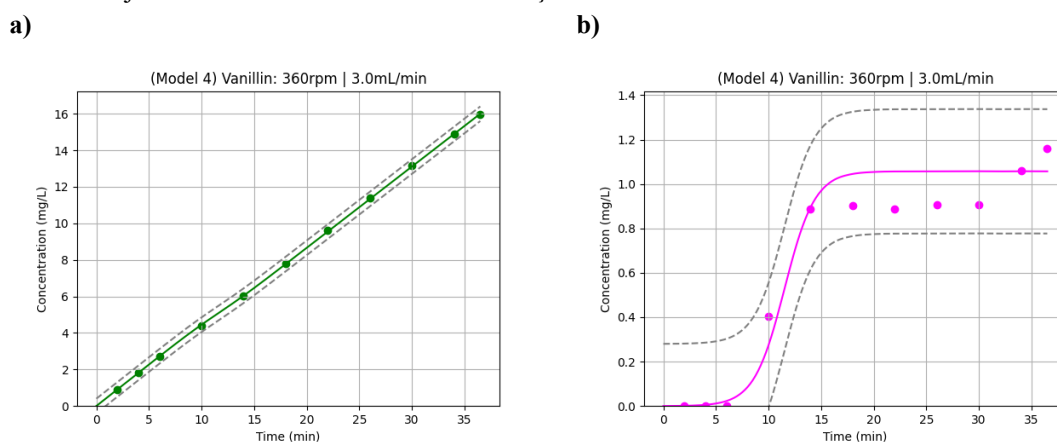 a)
b)
(Model 4) Vanillin: 360rpm | 3.0mL/min
Concentration (mg/L)
16
14
12
10
8
6
4
2
0
0 5 10 15 20 25 30 35
Time (min)
(Model 4) Vanillin: 360rpm | 3.0mL/min
Concentration (mg/L)
1.4
1.2
1.0
0.8
0.6
0.4
0.2
0.0
0 5 10 15 20 25 30 35
Time (min)